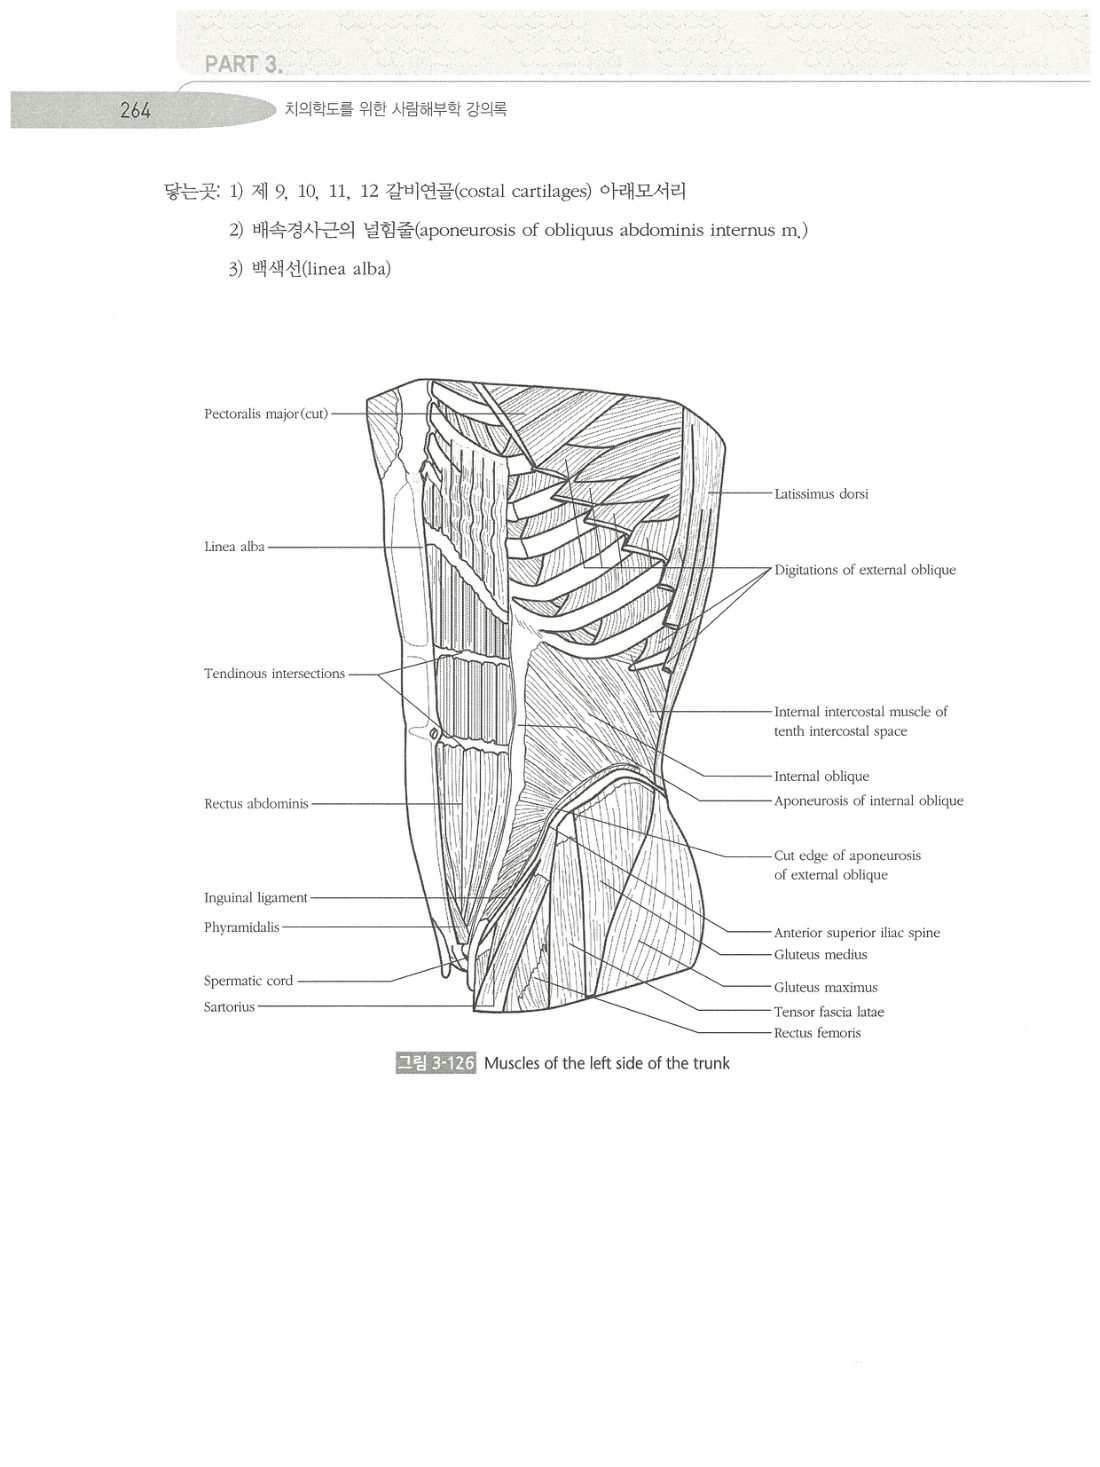 PART 3.
264
치의학도를 위한 사람해부학 강의록
닿는곳: 1) 제 9, 10, 11, 12 갈비연골(costal cartilages) 아래모서리
2) 배속경사근의 널힘줄(aponeurosis of obliquus abdominis internus m.)
3) 백색선(linea alba)
Pectoralis major(cut)
Latissimus dorsi
Linea alba
Digitations of external oblique
Tendinous intersections
Internal intercostal muscle of
tenth intercostal space
Internal oblique
Rectus abdominis
Aponeurosis of internal oblique
Cut edge of aponeurosis
of external oblique
Inguinal ligament
Phyramidalis
Anterior superior iliac spine
Gluteus medius
Spermatic cord
Gluteus maximus
Sartorius
Tensor fascia latae
Rectus femoris
그림 3-126 Muscles of the left side of the trunk